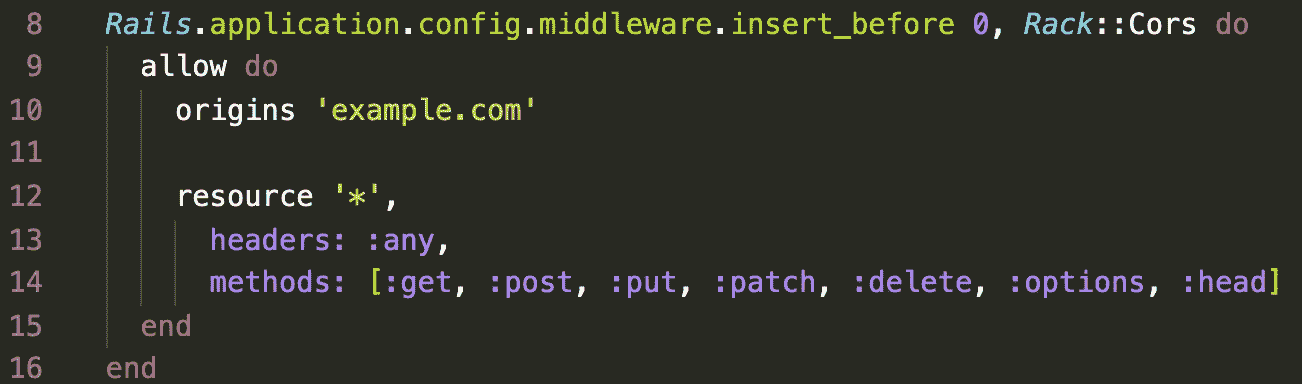 8 Rails.application.config.middleware.insert_before 0, Rack::Cors do
9 allow do
10 origins 'example.com'
11
12 resource '*',
13 headers: :any,
14 methods: [:get, :post, :put, :patch, :delete, :options, :head]
15 end
16 end